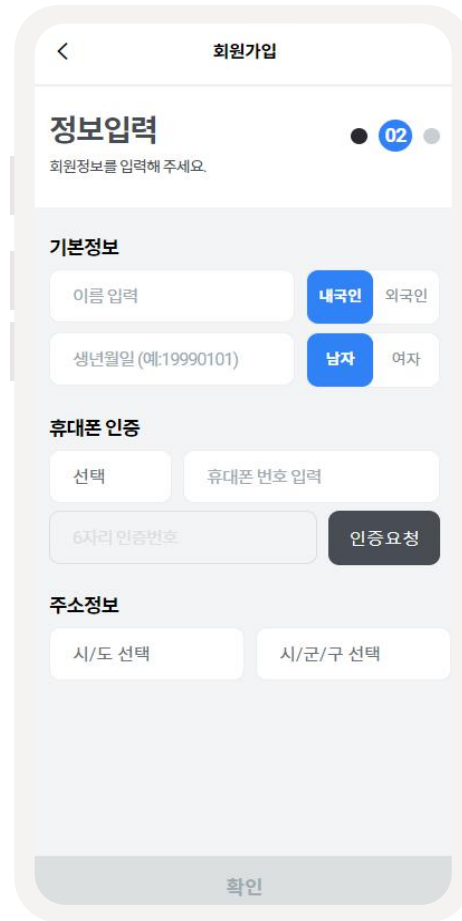 회원가입
정보입력
02
회원정보를 입력해 주세요.
기본정보
이름 입력
내국인 외국인
생년월일 (예:19990101)
남자 여자
휴대폰 인증
선택 휴대폰 번호 입력
6자리 인증번호 인증요청
주소정보
시/도 선택 시/군/구 선택
확인